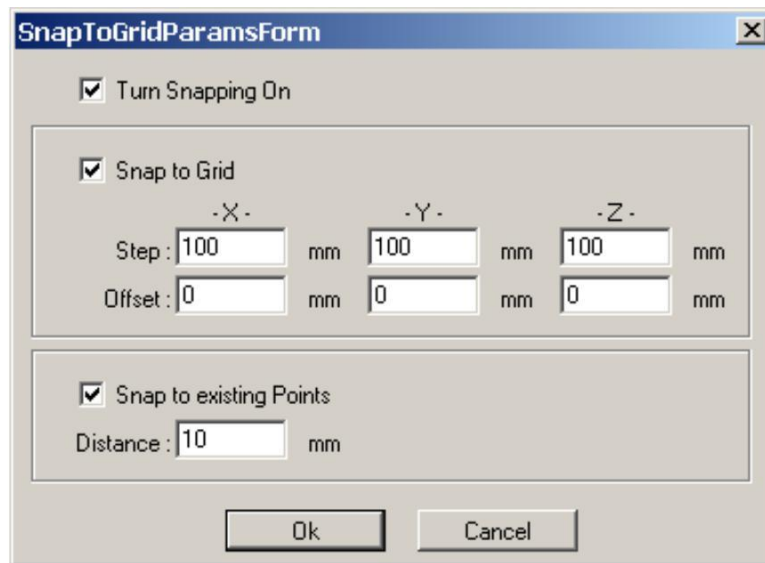 SnapToGridParamsForm
Turn Snapping On
Snap to Grid
- X - - Y - - Z -
Step : 100 mm 100 mm 100 mm
Offset : 0 mm 0 mm 0 mm
Snap to existing Points
Distance : 10 mm
Ok Cancel